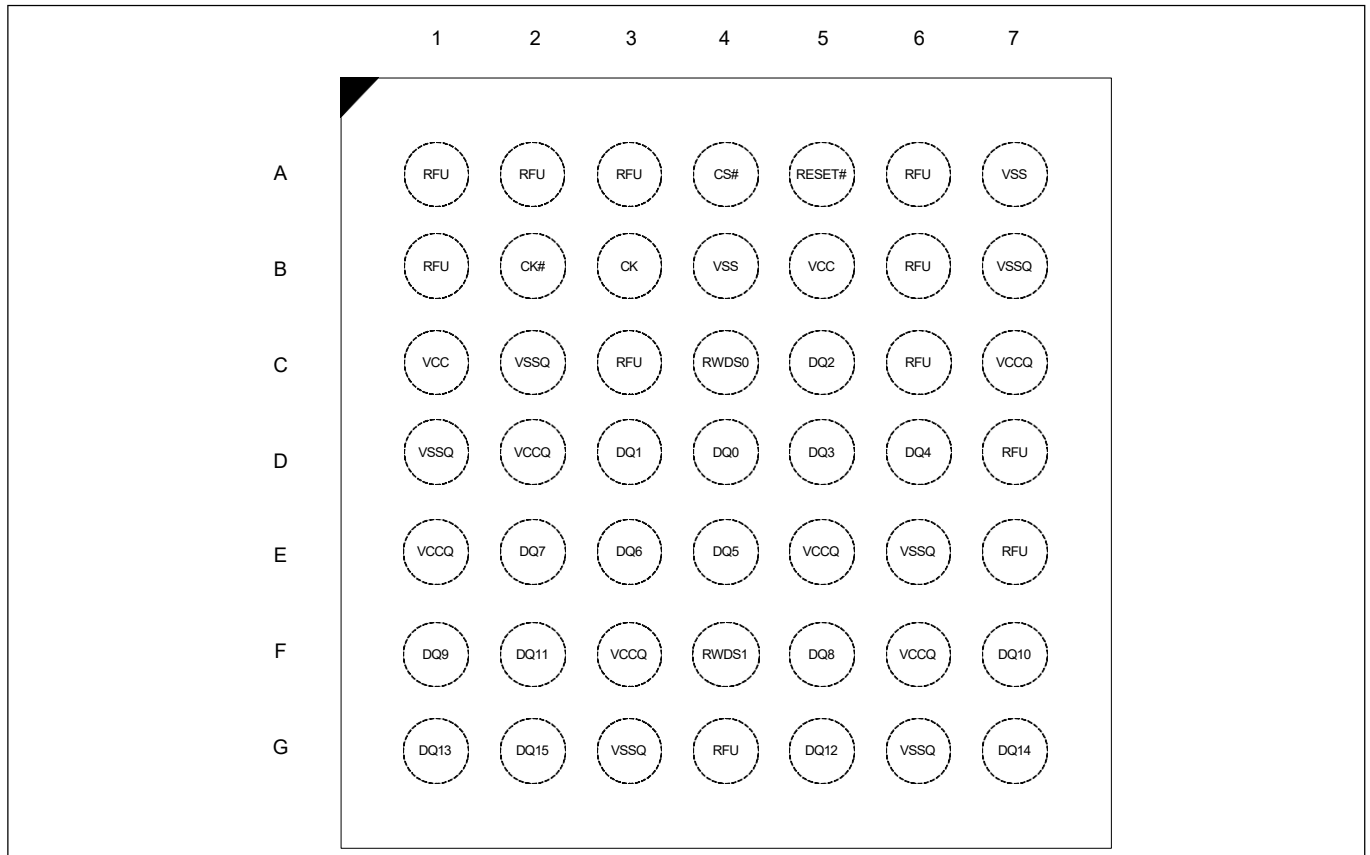 1 2 3 4 5 6 7
A RFU RFU RFU CS# RESET# RFU VSS
B RFU CK# CK VSS VCC RFU VSSQ
C VCC VSSQ RFU RWDS0 DQ2 RFU VCCQ
D VSSQ VCCQ DQ1 DQ0 DQ3 DQ4 RFU
E VCCQ DQ7 DQ6 DQ5 VCCQ VSSQ RFU
F DQ9 DQ11 VCCQ RWDS1 DQ8 VCCQ DQ10
G DQ13 DQ15 VSSQ RFU DQ12 VSSQ DQ14